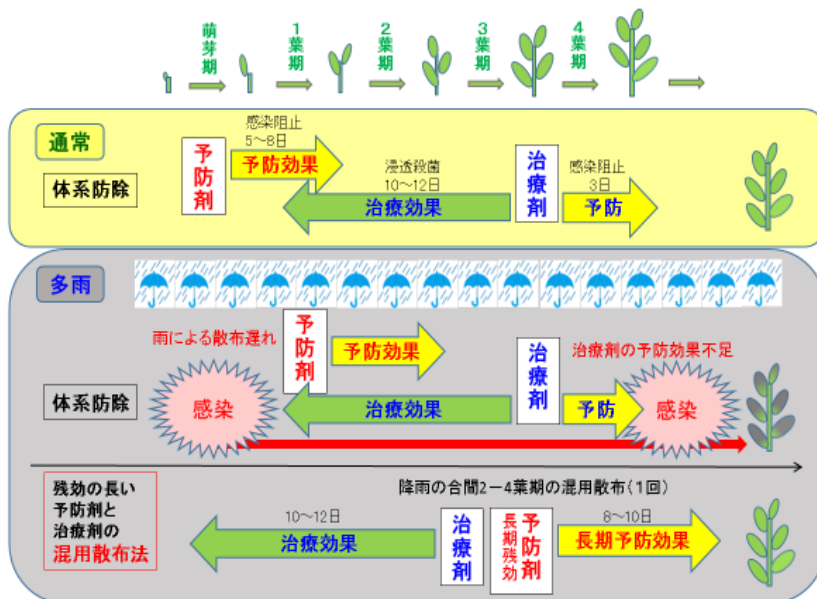 萌芽期
1葉期
2葉期
3葉期
4葉期
通常
体系防除
予防剤
感染阻止
5～8日
予防効果
浸透殺菌
10～12日
治療効果
治療剤
感染阻止
3日
予防
多雨
雨による散布遅れ
予防剤
予防効果
治療剤
治療剤の予防効果不足
体系防除
感染
治療効果
予防
感染
残効の長い
予防剤と
治療剤の
混用散布法
降雨の合間2－4葉期の混用散布(1回)
10～12日
治療効果
治療剤
予防剤
長期残効
8～10日
長期予防効果